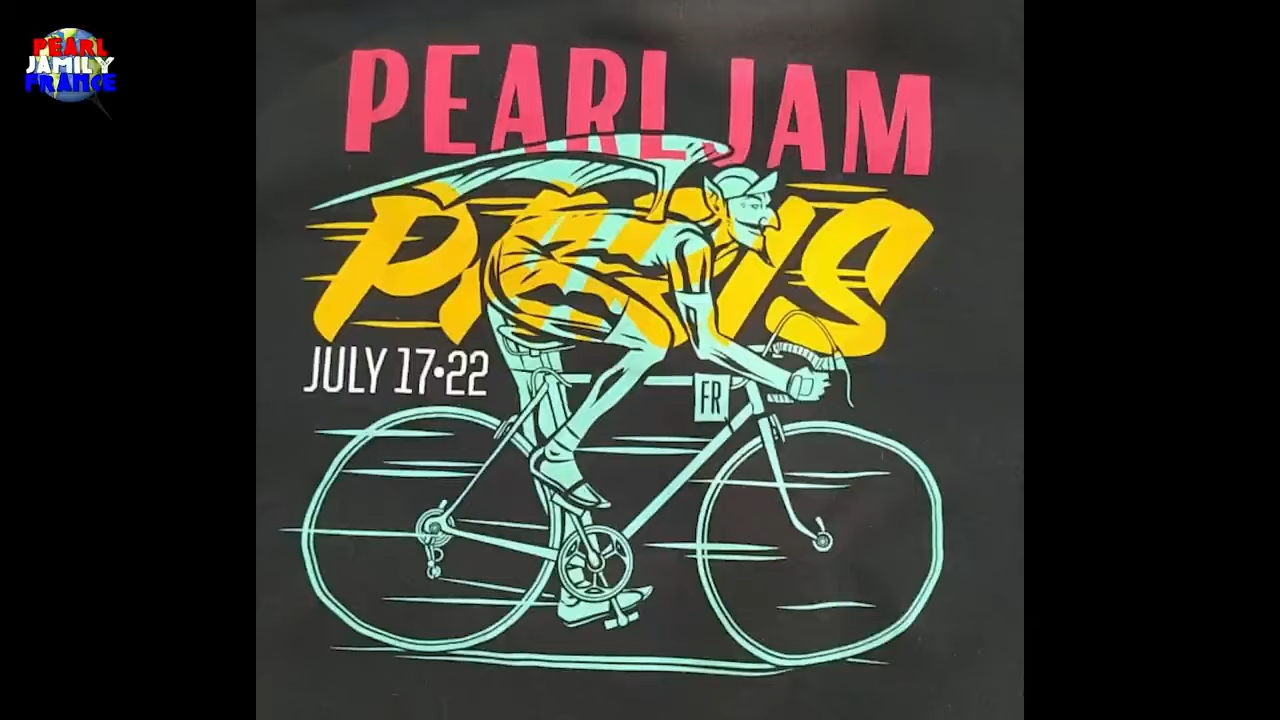 PEARL
JAMILY
FRANCE
PEARL JAM
PARIS
JULY 17•22
FR